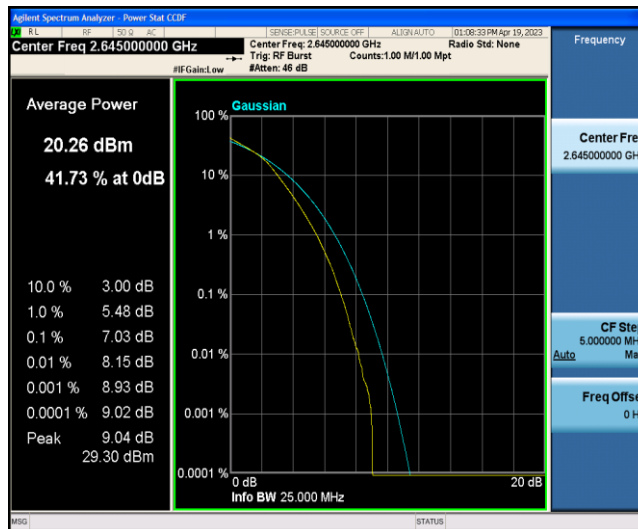 Agilent Spectrum Analyzer - Power Stat CCDF
RL RF 50 Ω AC SENSE:PULSE SOURCE OFF ALIGN AUTO 01:08:33 PM Apr 19, 2023
Center Freq 2.645000000 GHz
Center Freq: 2.645000000 GHz Radio Std: None
Trig: RF Burst Counts:1.00 M/1.00 Mpt
#IFGain:Low #Atten: 46 dB
Frequency
Average Power
20.26 dBm
41.73 % at 0dB
10.0 % 3.00 dB
1.0 % 5.48 dB
0.1 % 7.03 dB
0.01 % 8.15 dB
0.001 % 8.93 dB
0.0001 % 9.02 dB
Peak 9.04 dB
29.30 dBm
Gaussian
100 %
10 %
1 %
0.1 %
0.01 %
0.001 %
0.0001 %
0 dB 20 dB
Info BW 25.000 MHz
Center Fre
2.645000000 GH
CF Step
5.000000 MH
Auto Ma
Freq Offse
0 H
MSG STATUS